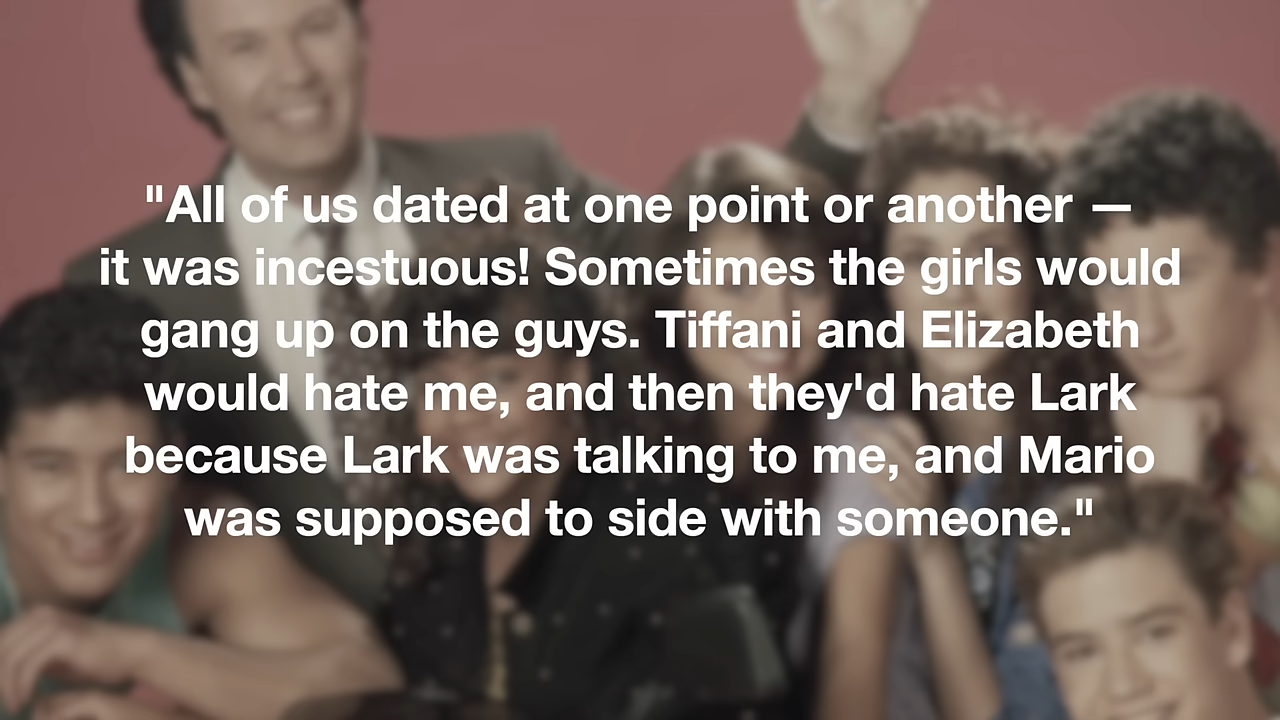 "All of us dated at one point or another —
it was incestuous! Sometimes the girls would
gang up on the guys. Tiffani and Elizabeth
would hate me, and then they'd hate Lark
because Lark was talking to me, and Mario
was supposed to side with someone."